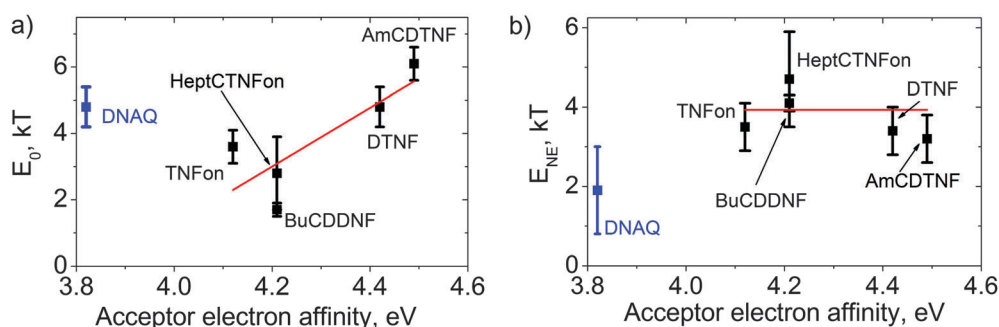 a)
E0, kT
6
4
2
0
AmCDTNF
HeptCTNFon
DNAQ
TNFon
DTNF
BuCDDNF
3.8 4.0 4.2 4.4 4.6
Acceptor electron affinity, eV
b)
ENE, kT
6
4
2
0
HeptCTNFon
TNFon
DTNF
BuCDDNF
AmCDTNF
DNAQ
3.8 4.0 4.2 4.4 4.6
Acceptor electron affinity, eV